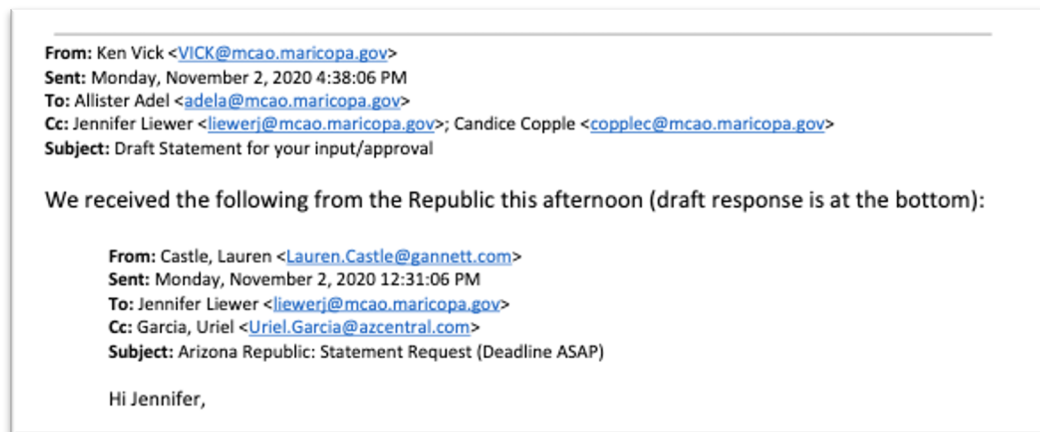 From: Ken Vick <VICK@mcao.maricopa.gov>
Sent: Monday, November 2, 2020 4:38:06 PM
To: Allister Adel <adela@mcao.maricopa.gov>
Cc: Jennifer Liewer <liewerj@mcao.maricopa.gov>; Candice Copple <copplec@mcao.maricopa.gov>
Subject: Draft Statement for your input/approval
We received the following from the Republic this afternoon (draft response is at the bottom):
From: Castle, Lauren <Lauren.Castle@gannett.com>
Sent: Monday, November 2, 2020 12:31:06 PM
To: Jennifer Liewer <liewerj@mcao.maricopa.gov>
Cc: Garcia, Uriel <Uriel.Garcia@azcentral.com>
Subject: Arizona Republic: Statement Request (Deadline ASAP)
Hi Jennifer,